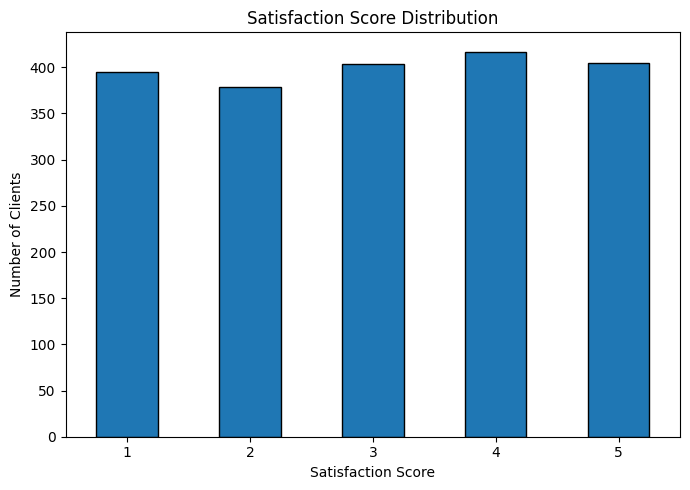 Satisfaction Score Distribution
Number of Clients
400
350
300
250
200
150
100
50
0
1 2 3 4 5
Satisfaction Score